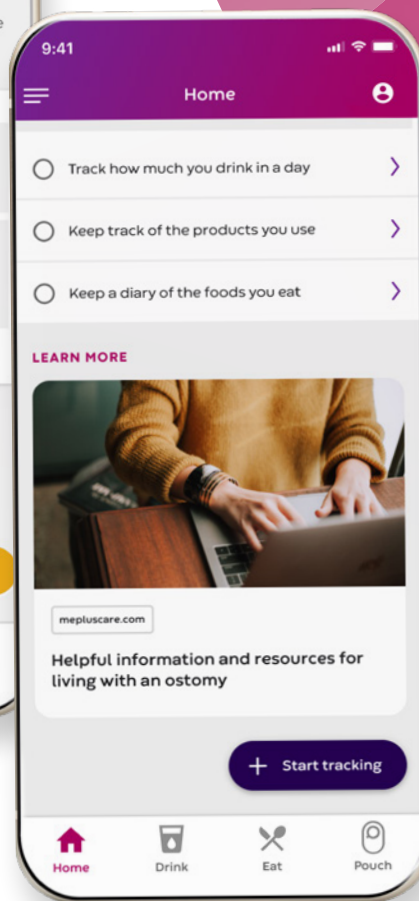 9:41
Home
Track how much you drink in a day
Keep track of the products you use
Keep a diary of the foods you eat
LEARN MORE
mepluscare.com
Helpful information and resources for
living with an ostomy
+ Start tracking
Home Drink Eat Pouch